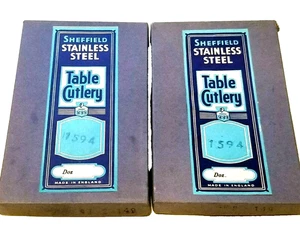 SHEFFIELD
STAINLESS
STEEL
Table
Cutlery
1594
Doz.
MADE IN ENGLAND
SHEFFIELD
STAINLESS
STEEL
Table
Cutlery
1594
Doz.
MADE IN ENGLAND